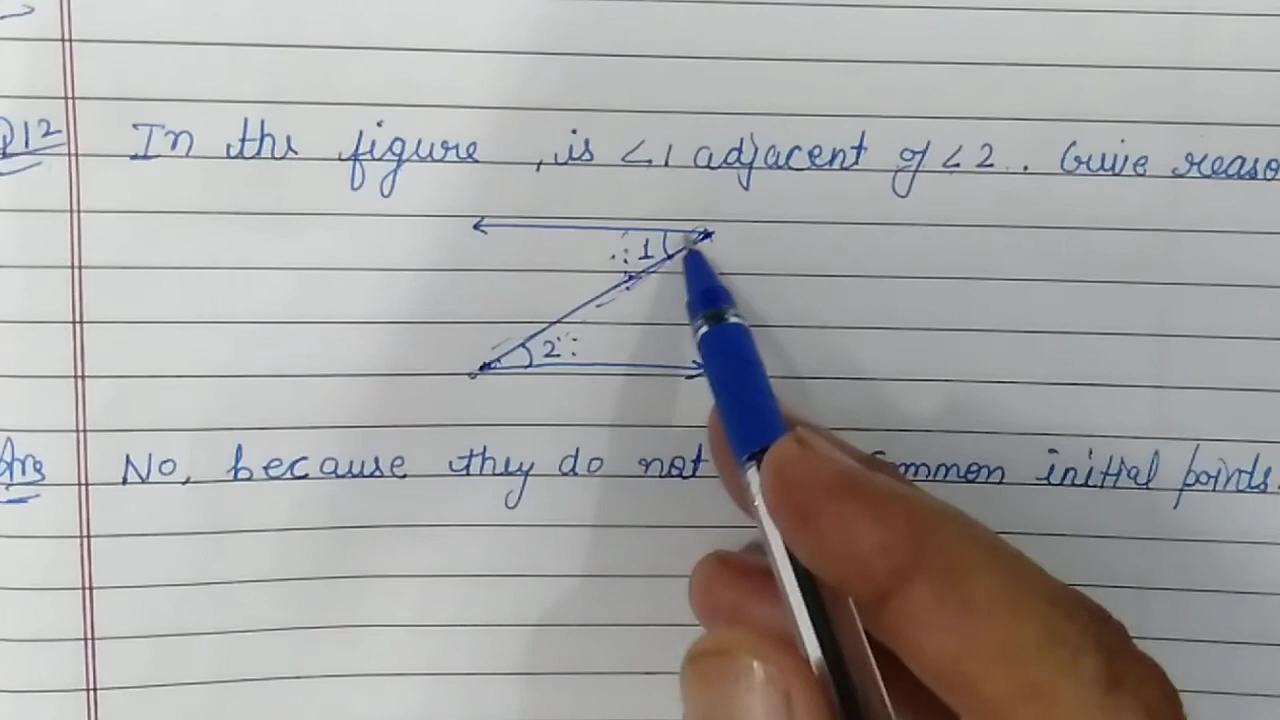 Q12 In the figure , is ∠1 adjacent of ∠2 . Give reaso
1
2
Ans No, because they do not initial points.